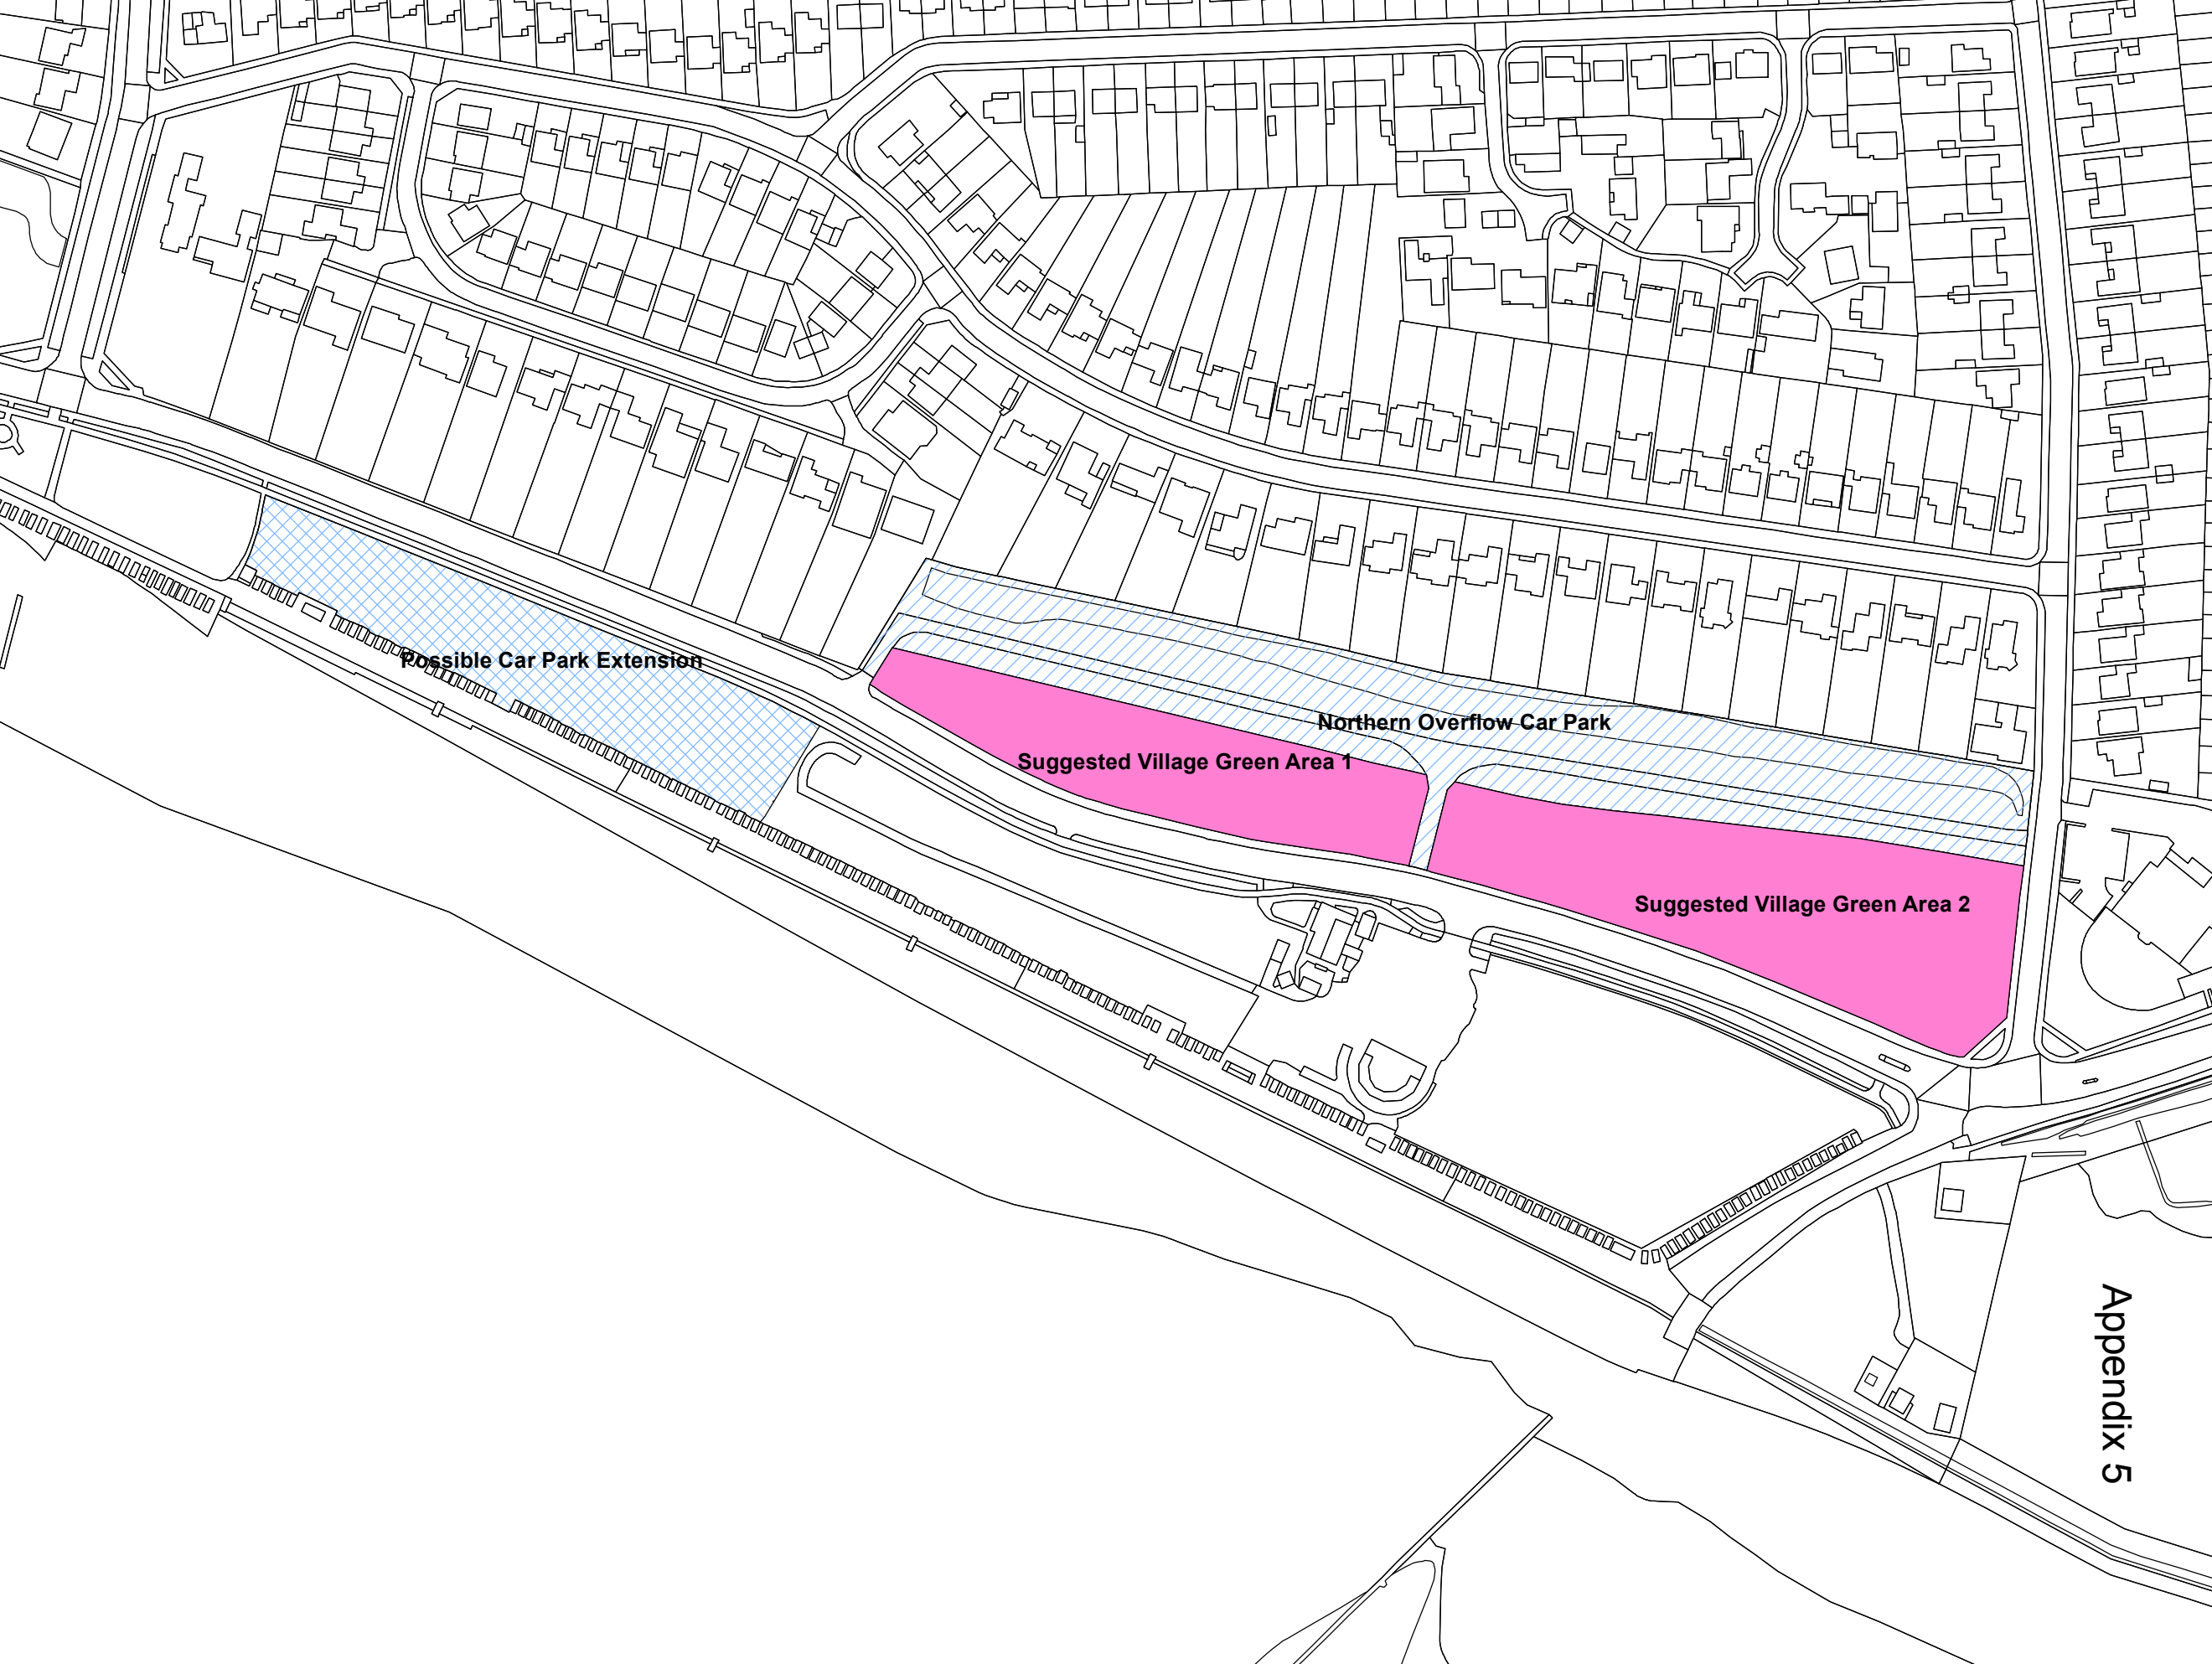 Possible Car Park Extension
Northern Overflow Car Park
Suggested Village Green Area 1
Suggested Village Green Area 2
Appendix 5